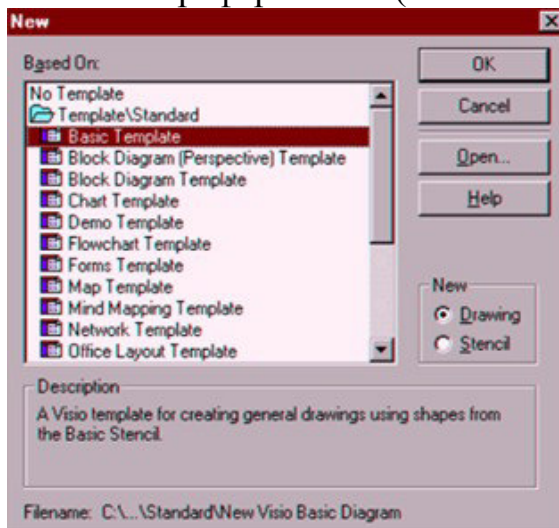 New
Based On:
No Template
Template\Standard
Basic Template
Block Diagram (Perspective) Template
Block Diagram Template
Chart Template
Demo Template
Flowchart Template
Forms Template
Map Template
Mind Mapping Template
Network Template
Office Layout Template
OK
Cancel
Open...
Help
New
Drawing
Stencil
Description
A Visio template for creating general drawings using shapes from
the Basic Stencil.
Filename: C:\...\Standard\New Visio Basic Diagram